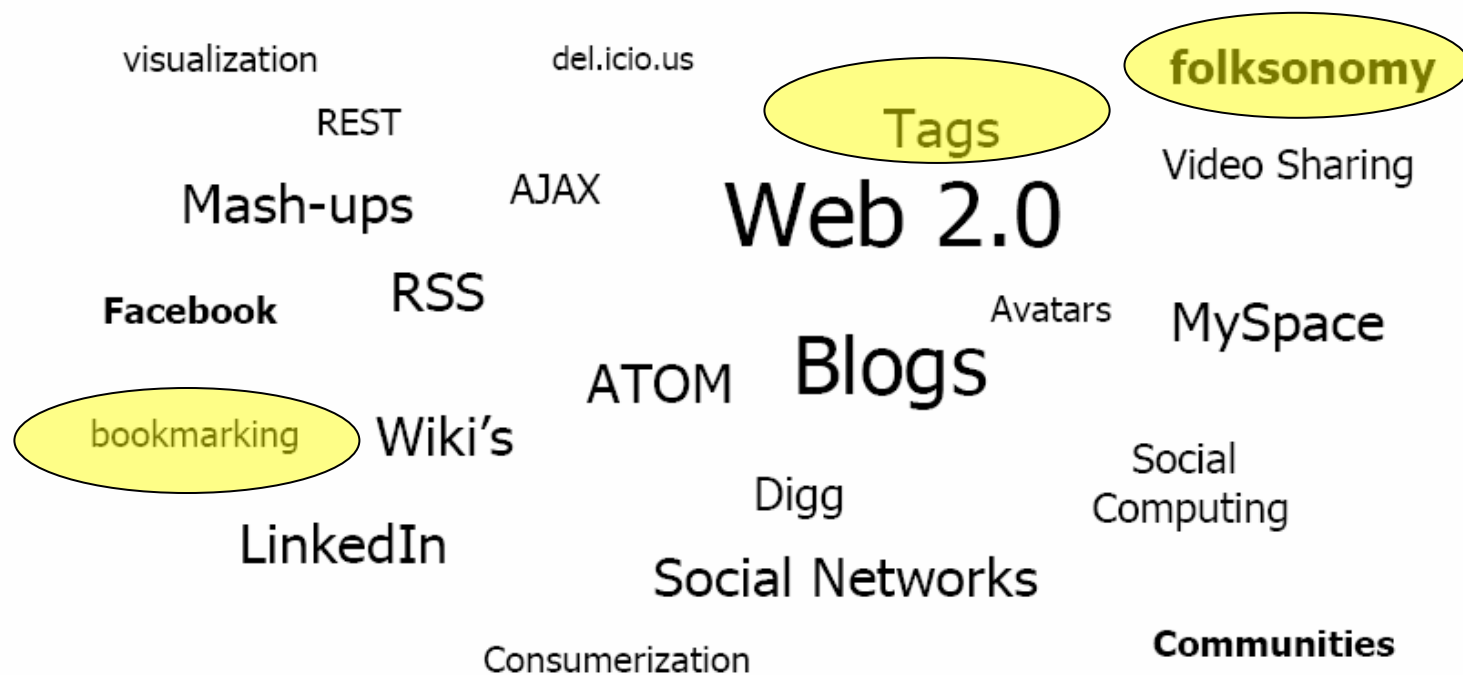 visualization
del.icio.us
folksonomy
REST
Tags
Video Sharing
Mash-ups
AJAX
Web 2.0
Facebook
RSS
Avatars
MySpace
ATOM
Blogs
bookmarking
Wiki’s
Social
Computing
Digg
LinkedIn
Social Networks
Consumerization
Communities